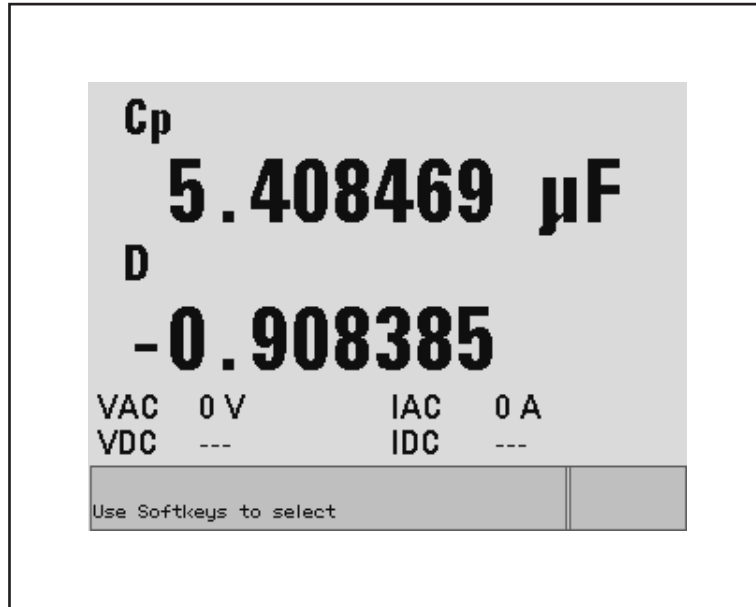 Cp
5.408469 µF
D
-0.908385
VAC 0 V IAC 0 A
VDC --- IDC ---
Use Softkeys to select